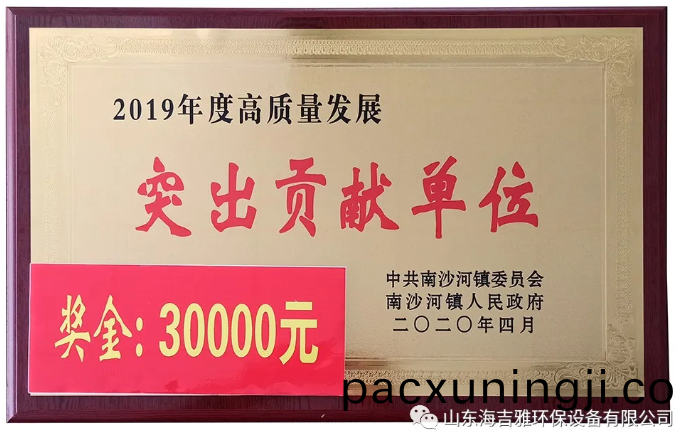 2019年度高质量发展
突出贡献单位
中共南沙河镇委员会
南沙河镇人民政府
二〇二〇年四月
奖金:30000元
pacxuningji.co
山东海吉雅环保设备有限公司